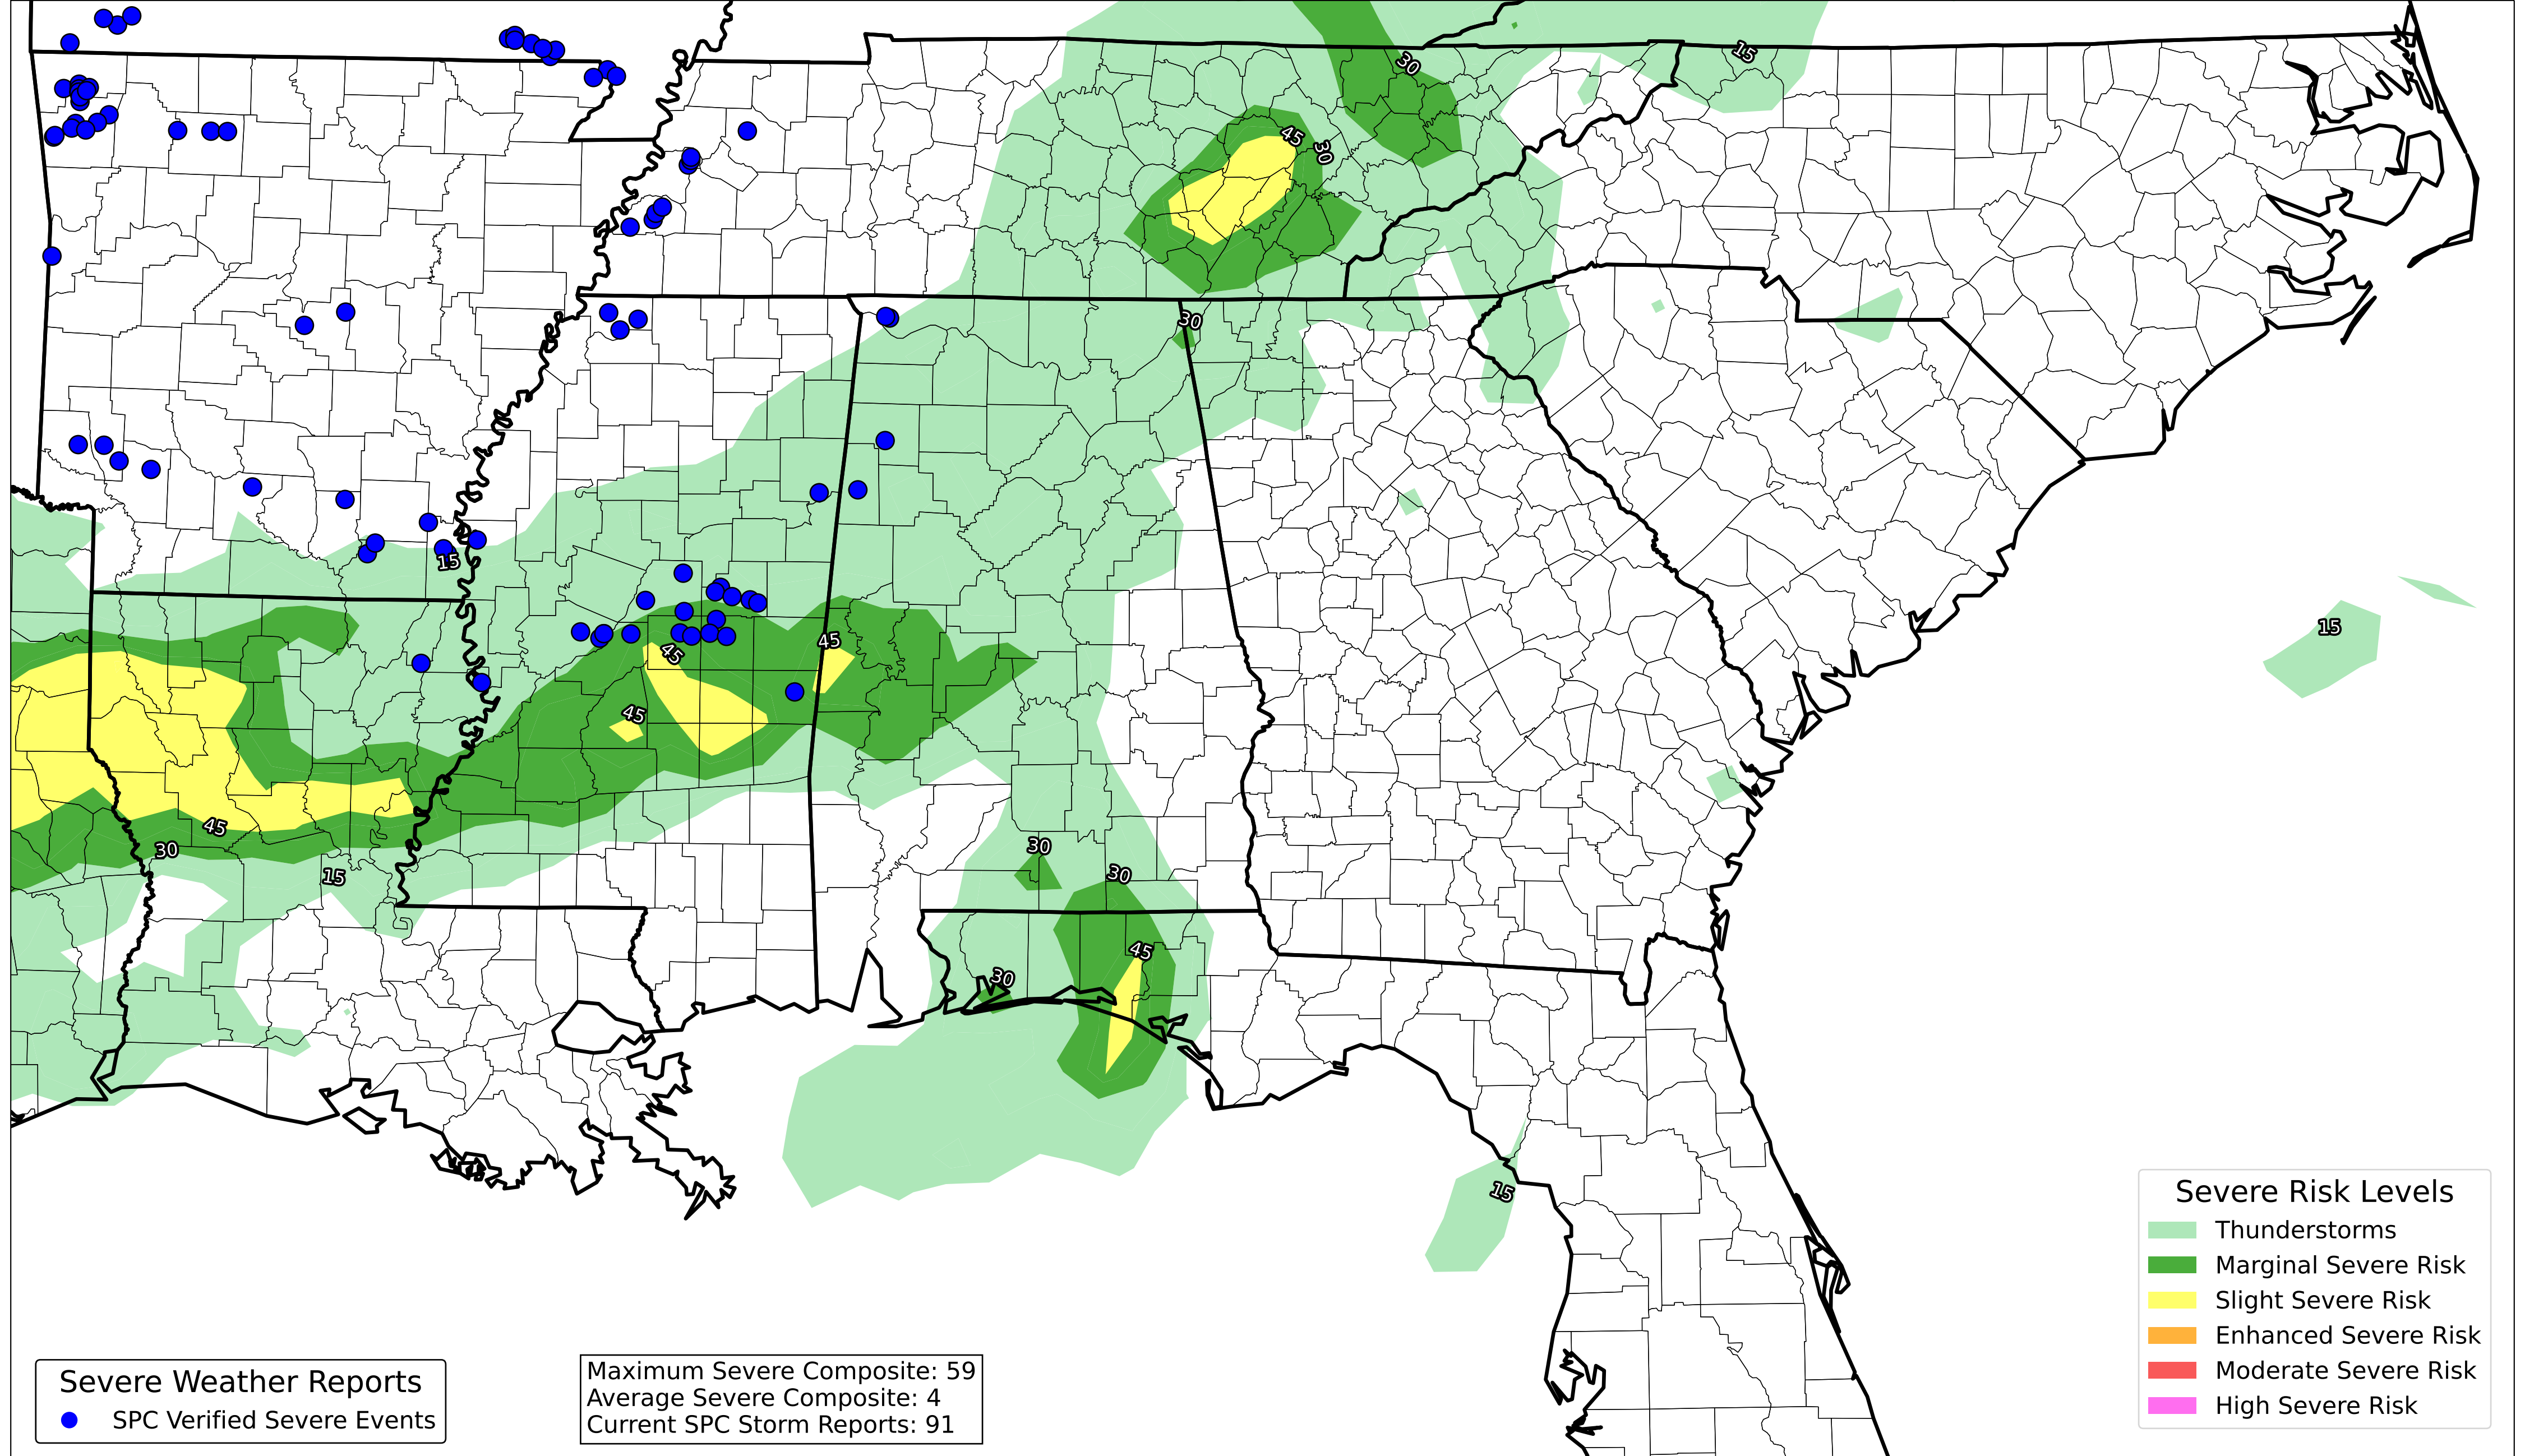 15
30
45
30
30
15
45
45
15
45
45
30
15
30
30
45
30
15
Severe Risk Levels
Thunderstorms
Marginal Severe Risk
Slight Severe Risk
Enhanced Severe Risk
Moderate Severe Risk
High Severe Risk
Severe Weather Reports
SPC Verified Severe Events
Maximum Severe Composite: 59
Average Severe Composite: 4
Current SPC Storm Reports: 91